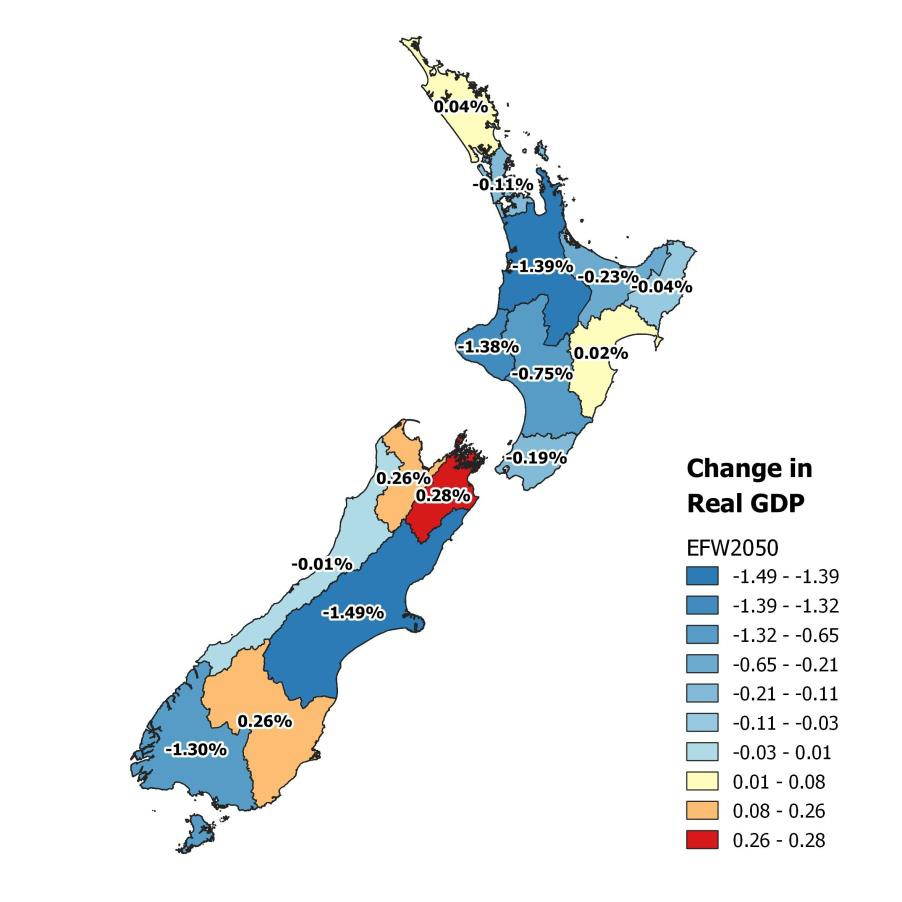 0.04%
-0.11%
-1.39%
-0.23%
-0.04%
-1.38%
0.02%
-0.75%
-0.19%
0.26%
0.28%
-0.01%
-1.49%
0.26%
-1.30%
Change in
Real GDP
EFW2050
-1.49 - -1.39
-1.39 - -1.32
-1.32 - -0.65
-0.65 - -0.21
-0.21 - -0.11
-0.11 - -0.03
-0.03 - 0.01
0.01 - 0.08
0.08 - 0.26
0.26 - 0.28